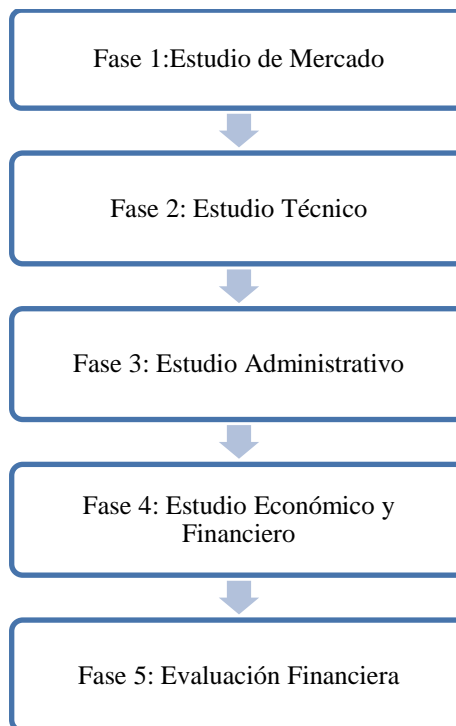 Fase 1:Estudio de Mercado
Fase 2: Estudio Técnico
Fase 3: Estudio Administrativo
Fase 4: Estudio Económico y
Financiero
Fase 5: Evaluación Financiera